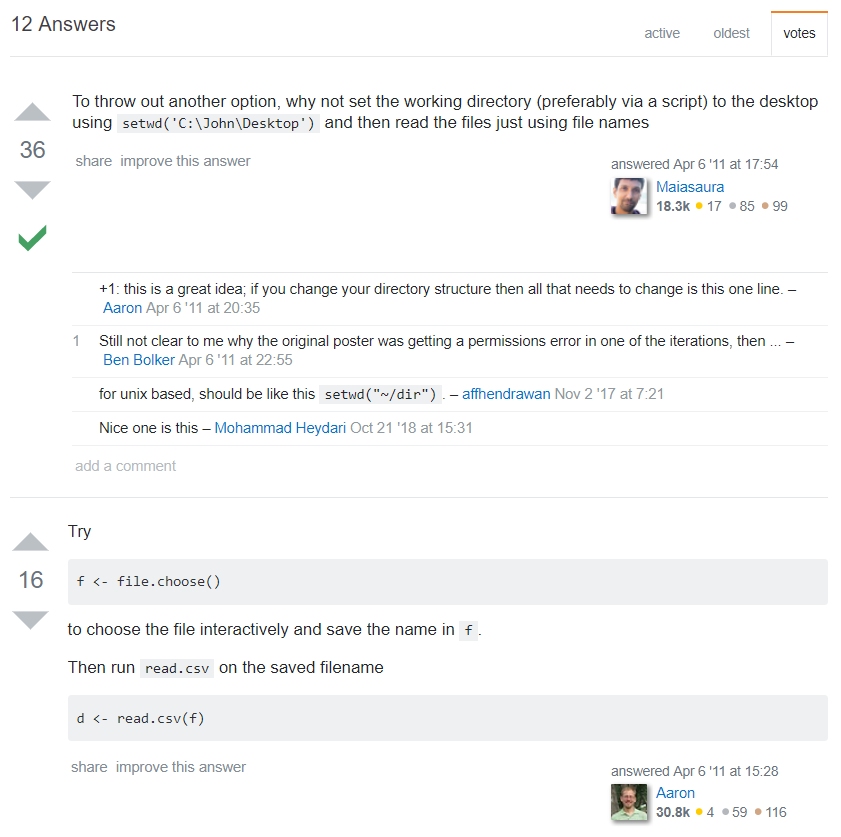 12 Answers
active oldest votes
To throw out another option, why not set the working directory (preferably via a script) to the desktop
using setwd('C:\John\Desktop') and then read the files just using file names
36
share improve this answer
answered Apr 6 '11 at 17:54
Maiasaura
18.3k 17 85 99
+1: this is a great idea; if you change your directory structure then all that needs to change is this one line. –
Aaron Apr 6 '11 at 20:35
1 Still not clear to me why the original poster was getting a permissions error in one of the iterations, then ... –
Ben Bolker Apr 6 '11 at 22:55
for unix based, should be like this setwd("~/dir") . – affhendrawan Nov 2 '17 at 7:21
Nice one is this – Mohammad Heydari Oct 21 '18 at 15:31
add a comment
Try
16
f <- file.choose()
to choose the file interactively and save the name in f.
Then run read.csv on the saved filename
d <- read.csv(f)
share improve this answer
answered Apr 6 '11 at 15:28
Aaron
30.8k 4 59 116